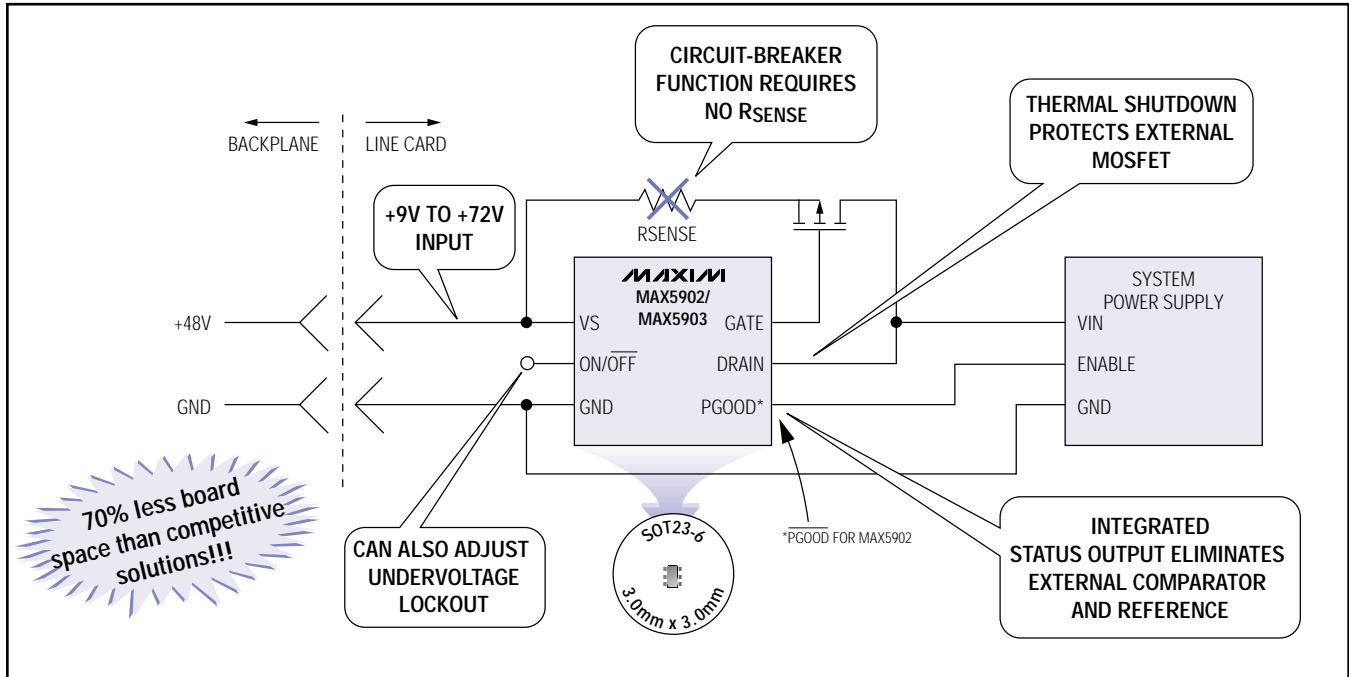 CIRCUIT-BREAKER
FUNCTION REQUIRES
NO RSENSE
THERMAL SHUTDOWN
PROTECTS EXTERNAL
MOSFET
BACKPLANE
LINE CARD
+9V TO +72V
INPUT
RSENSE
MAXIM
MAX5902/
MAX5903
VS
GATE
ON/O̅F̅F̅
DRAIN
GND
PGOOD*
SYSTEM
POWER SUPPLY
VIN
ENABLE
GND
+48V
GND
70% less board
space than competitive
solutions!!!
CAN ALSO ADJUST
UNDERVOLTAGE
LOCKOUT
SOT23-6
3.0mm x 3.0mm
*P̅G̅O̅O̅D̅ FOR MAX5902
INTEGRATED
STATUS OUTPUT ELIMINATES
EXTERNAL COMPARATOR
AND REFERENCE